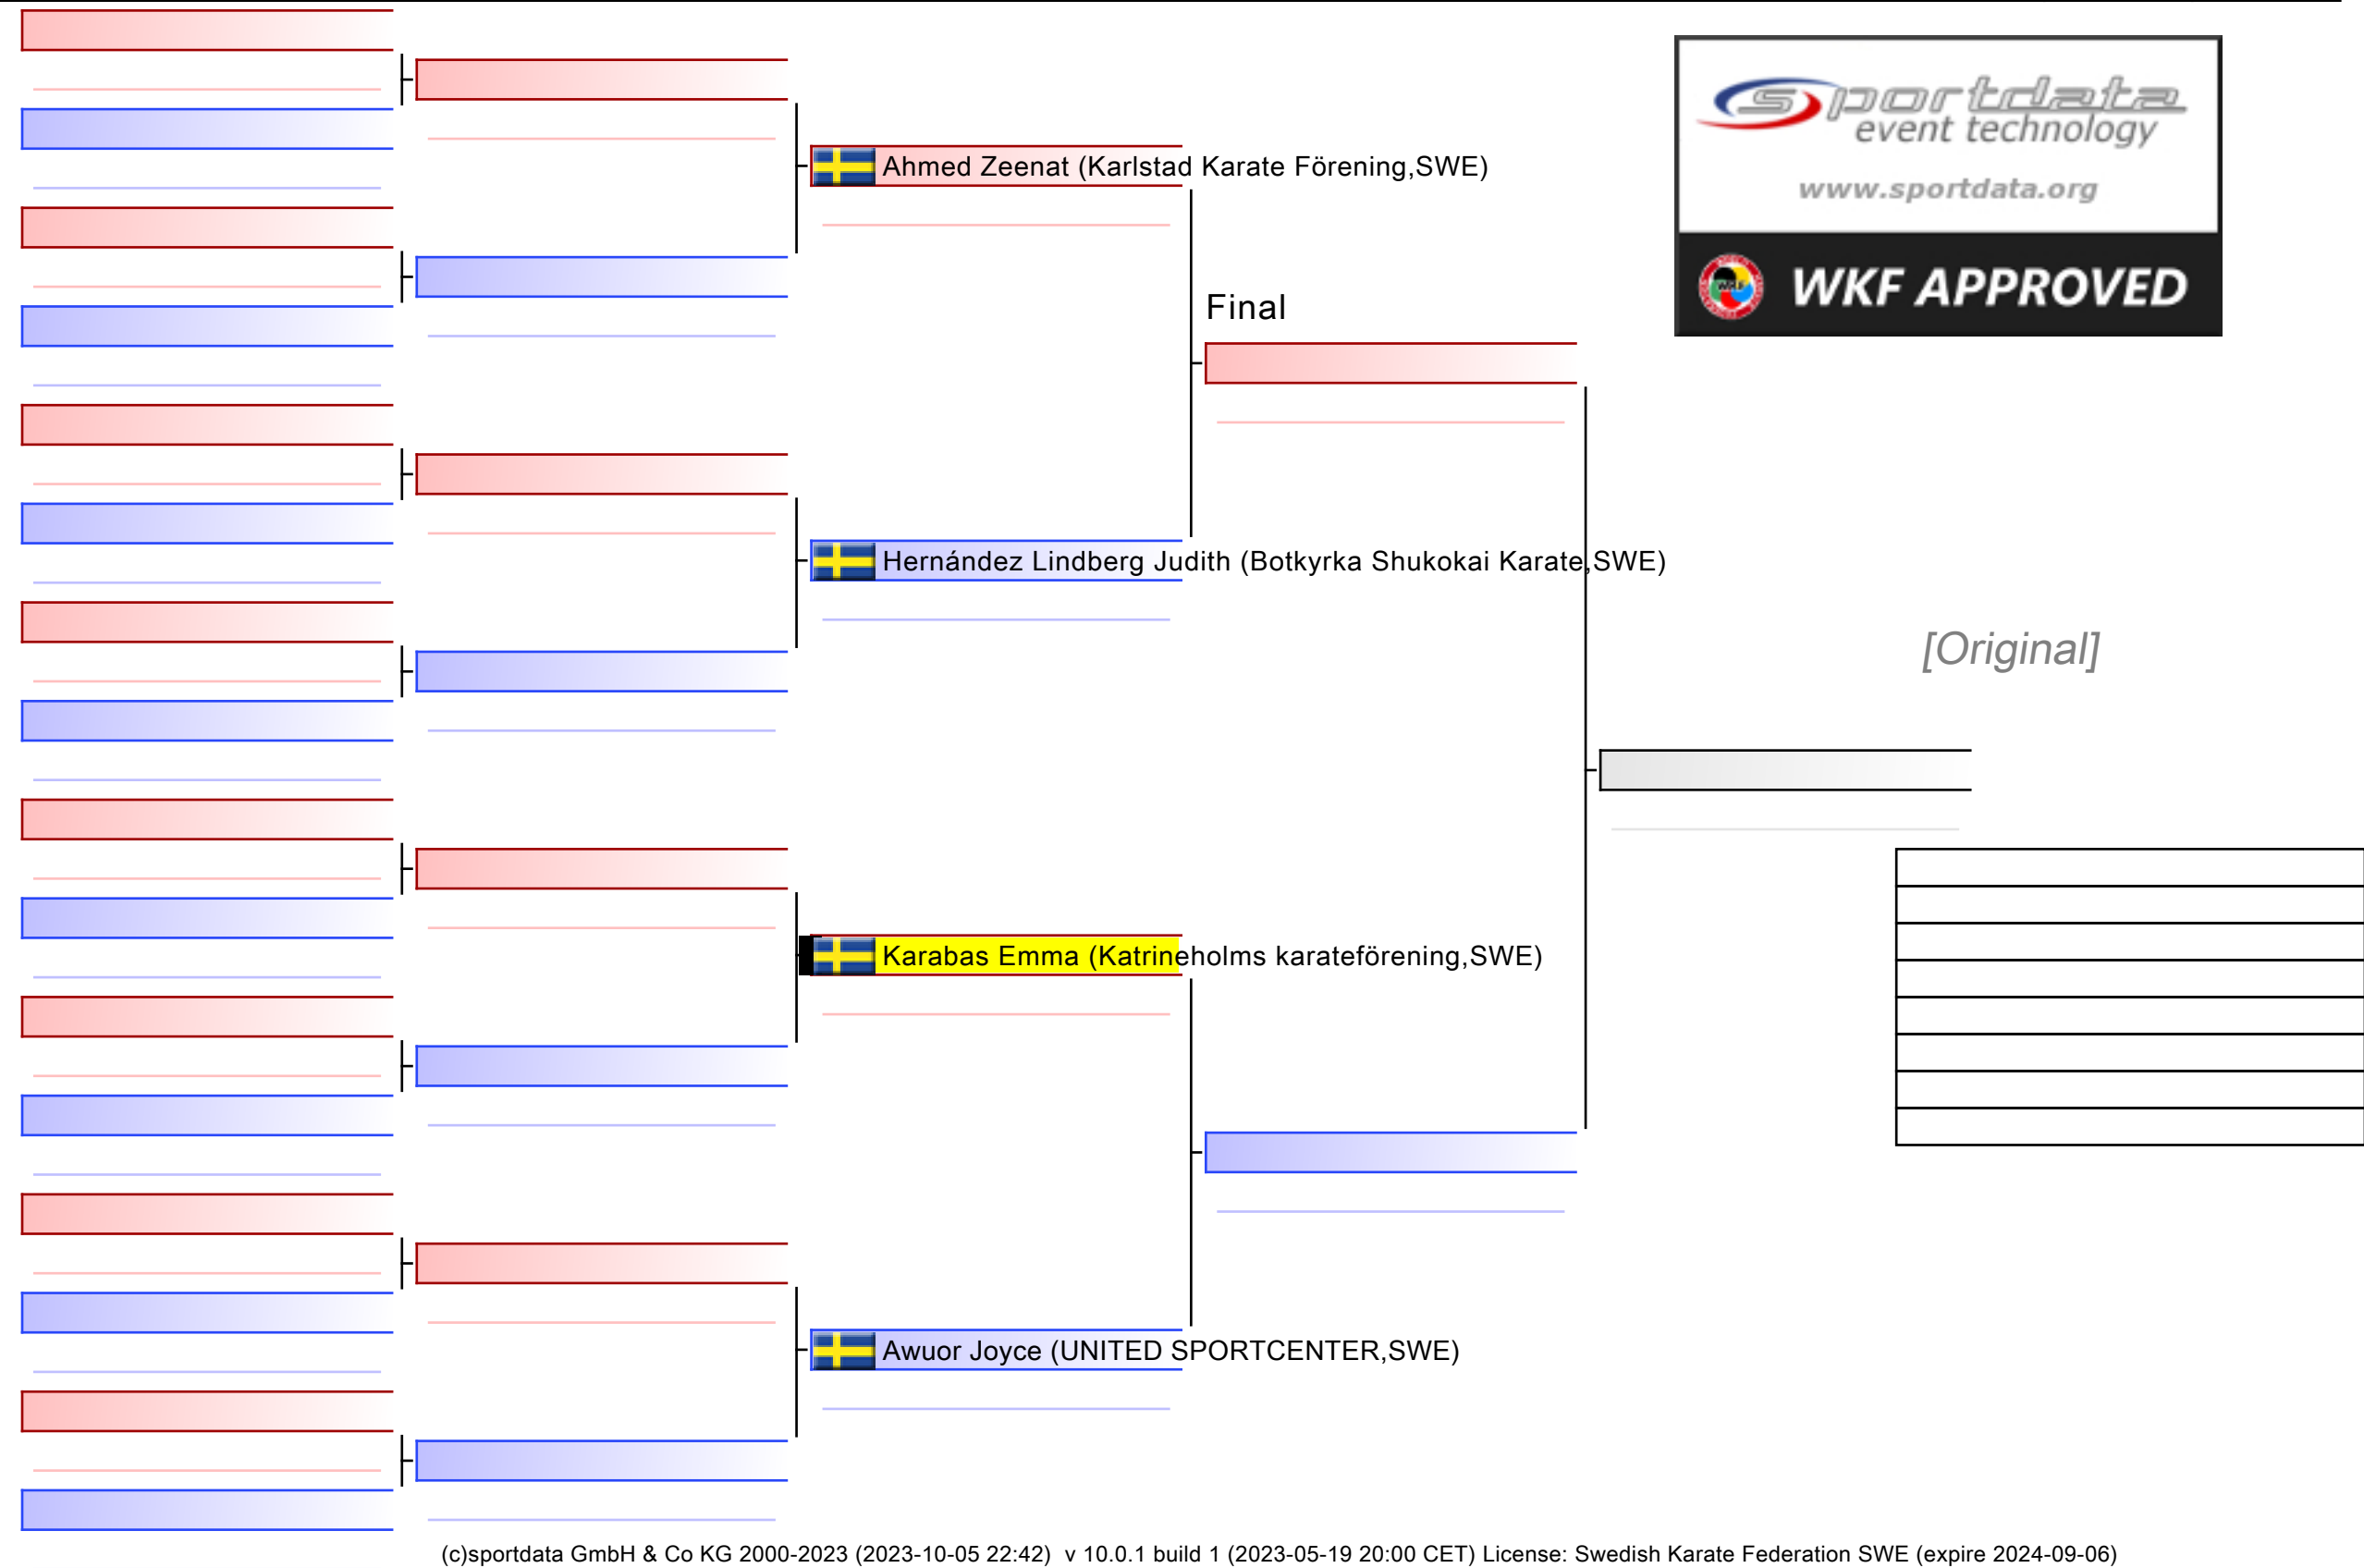 sportdata
event technology
www.sportdata.org
WKF
WKF APPROVED
Ahmed Zeenat (Karlstad Karate Förening,SWE)
Final
Hernández Lindberg Judith (Botkyrka Shukokai Karate,SWE)
[Original]
Karabas Emma (Katrineholms karateförening,SWE)
Awuor Joyce (UNITED SPORTCENTER,SWE)
(c)sportdata GmbH & Co KG 2000-2023 (2023-10-05 22:42)  v 10.0.1 build 1 (2023-05-19 20:00 CET) License: Swedish Karate Federation SWE (expire 2024-09-06)